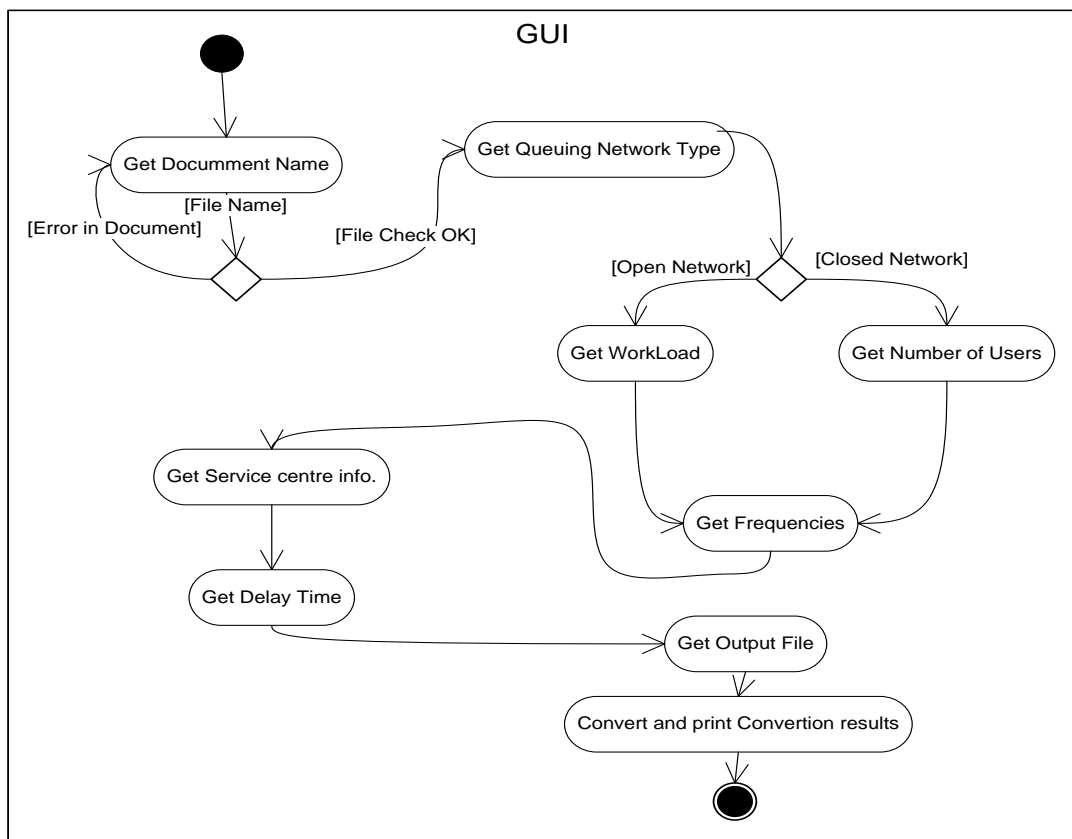 GUI
Get Documment Name
[File Name]
[Error in Document]
[File Check OK]
Get Queuing Network Type
[Open Network]
[Closed Network]
Get WorkLoad
Get Number of Users
Get Frequencies
Get Service centre info.
Get Delay Time
Get Output File
Convert and print Convertion results